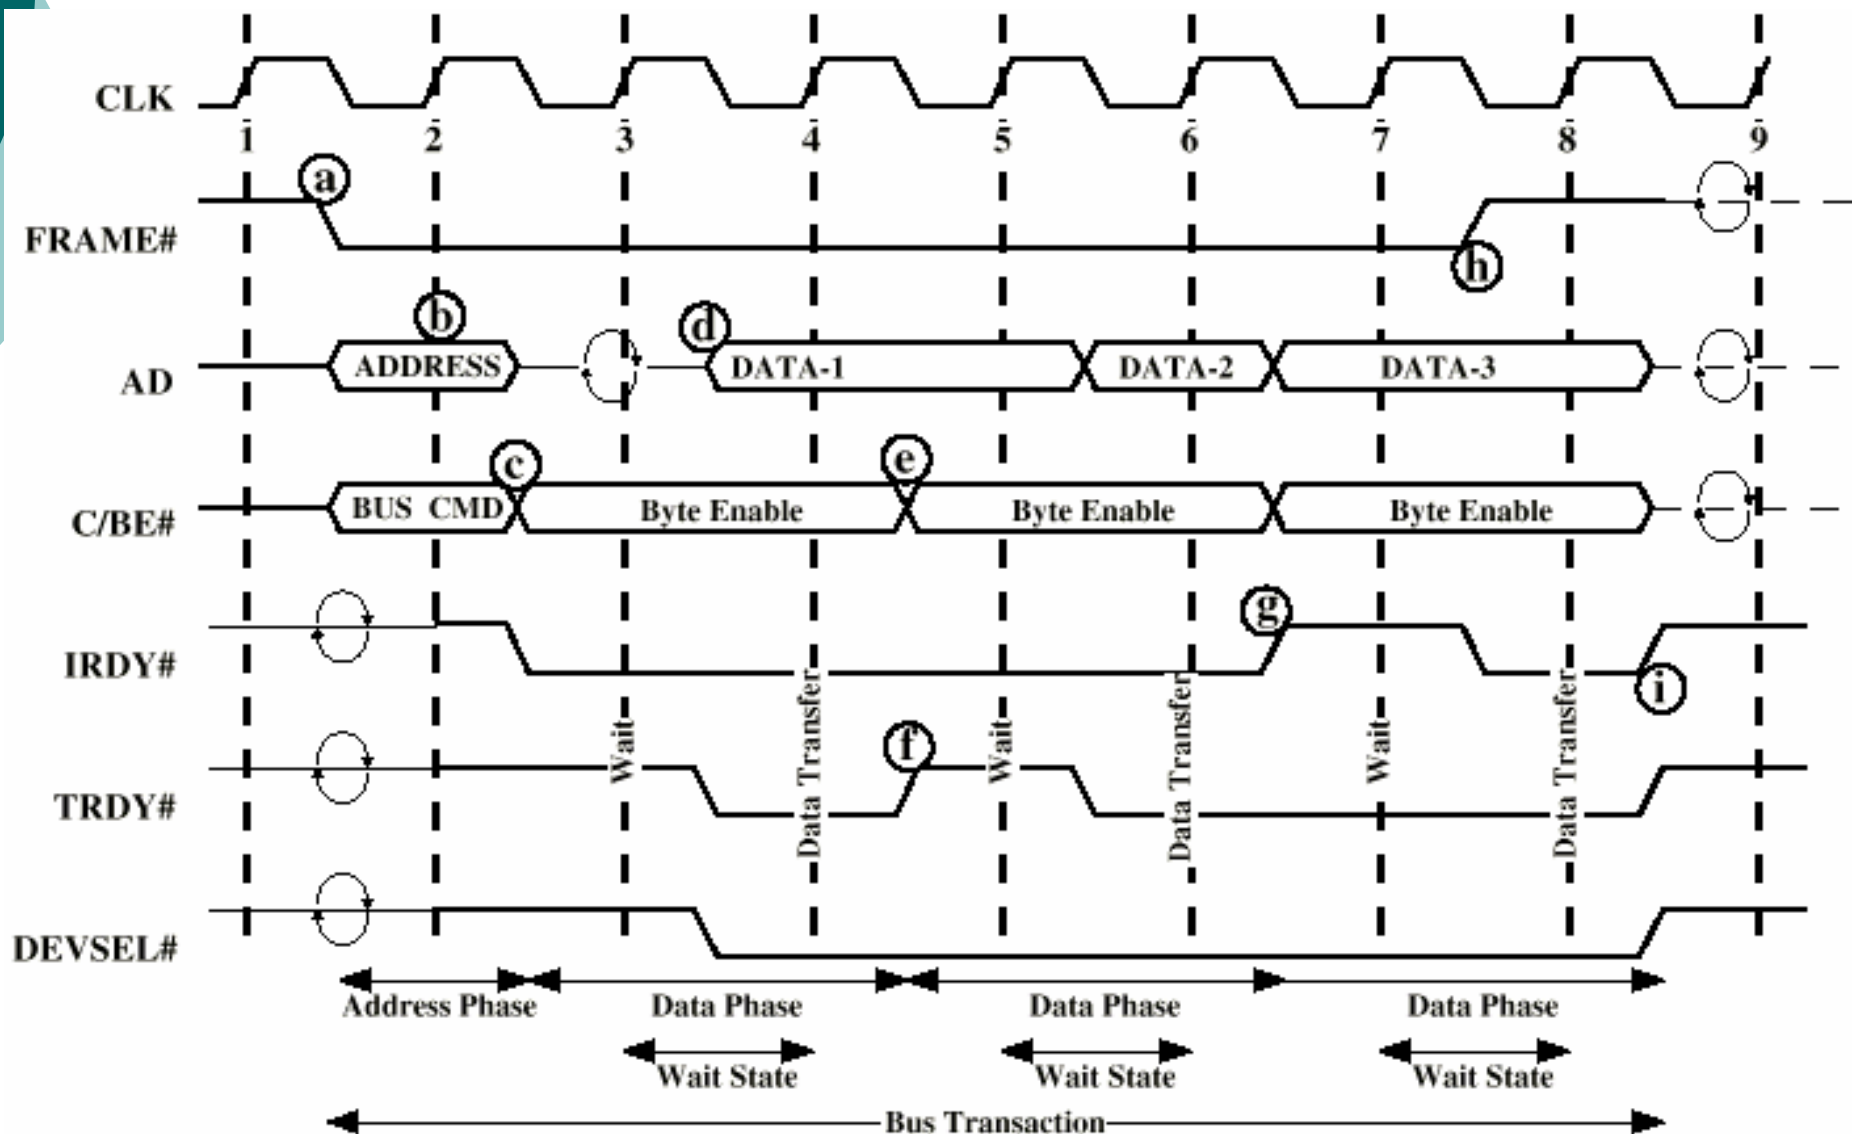 CLK
1 2 3 4 5 6 7 8 9
a
FRAME#
h
b
d
AD
ADDRESS DATA-1 DATA-2 DATA-3
c
e
C/BE#
BUS CMD Byte Enable Byte Enable Byte Enable
g
IRDY#
i
f
Wait
Data Transfer
Wait
Data Transfer
Wait
Data Transfer
TRDY#
DEVSEL#
Address Phase Data Phase Data Phase Data Phase
Wait State Wait State Wait State
Bus Transaction